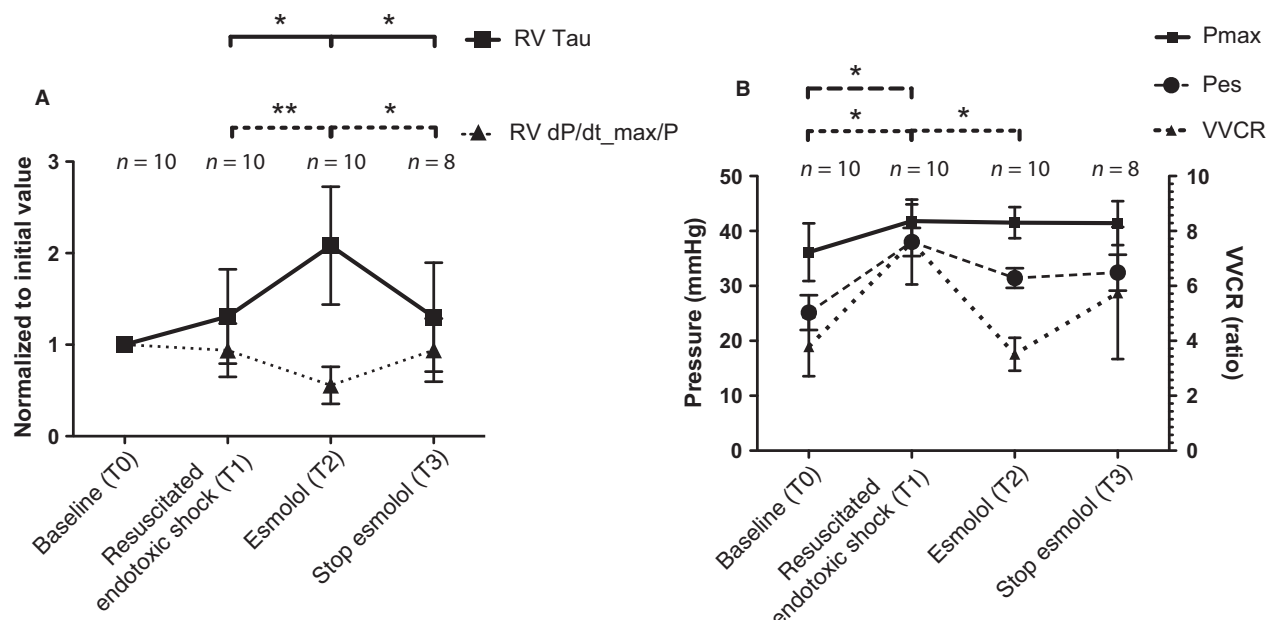 * *
RV Tau
A
** *
RV dP/dt_max/P
n = 10 n = 10 n = 10 n = 8
Normalized to initial value
3
2
1
0
Baseline (T0)
Resuscitated
endotoxic shock (T1)
Esmolol (T2)
Stop esmolol (T3)
Pmax
B
*
Pes
* *
VVCR
n = 10 n = 10 n = 10 n = 8
Pressure (mmHg)
50
40
30
20
10
0
10
8
6
4
2
0
VVCR (ratio)
Baseline (T0)
Resuscitated
endotoxic shock (T1)
Esmolol (T2)
Stop esmolol (T3)